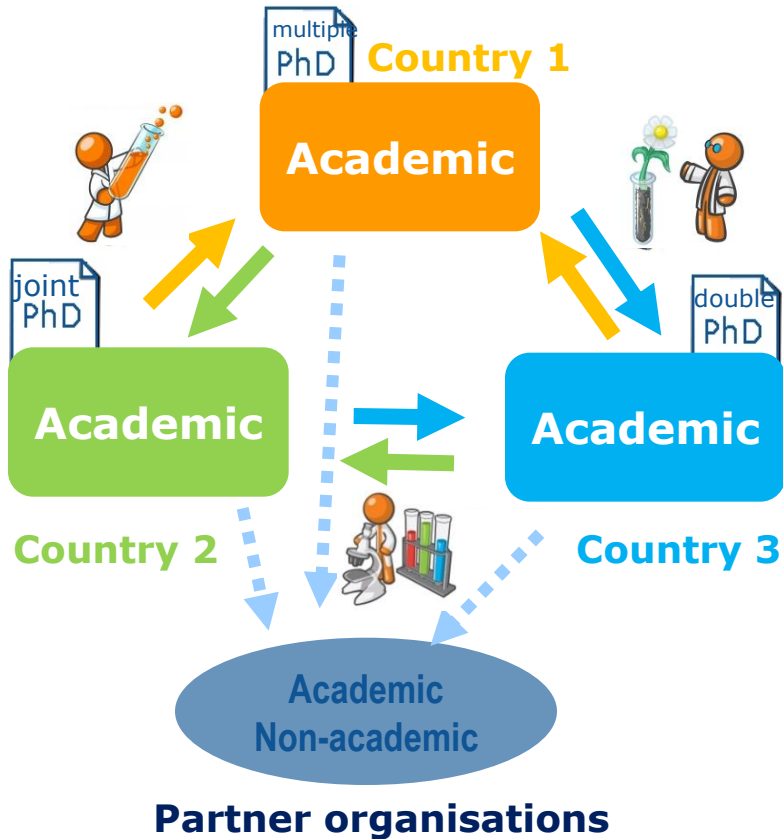 multiple
PhD
Country 1
Academic
joint
PhD
double
PhD
Academic
Academic
Country 2
Country 3
Academic
Non-academic
Partner organisations